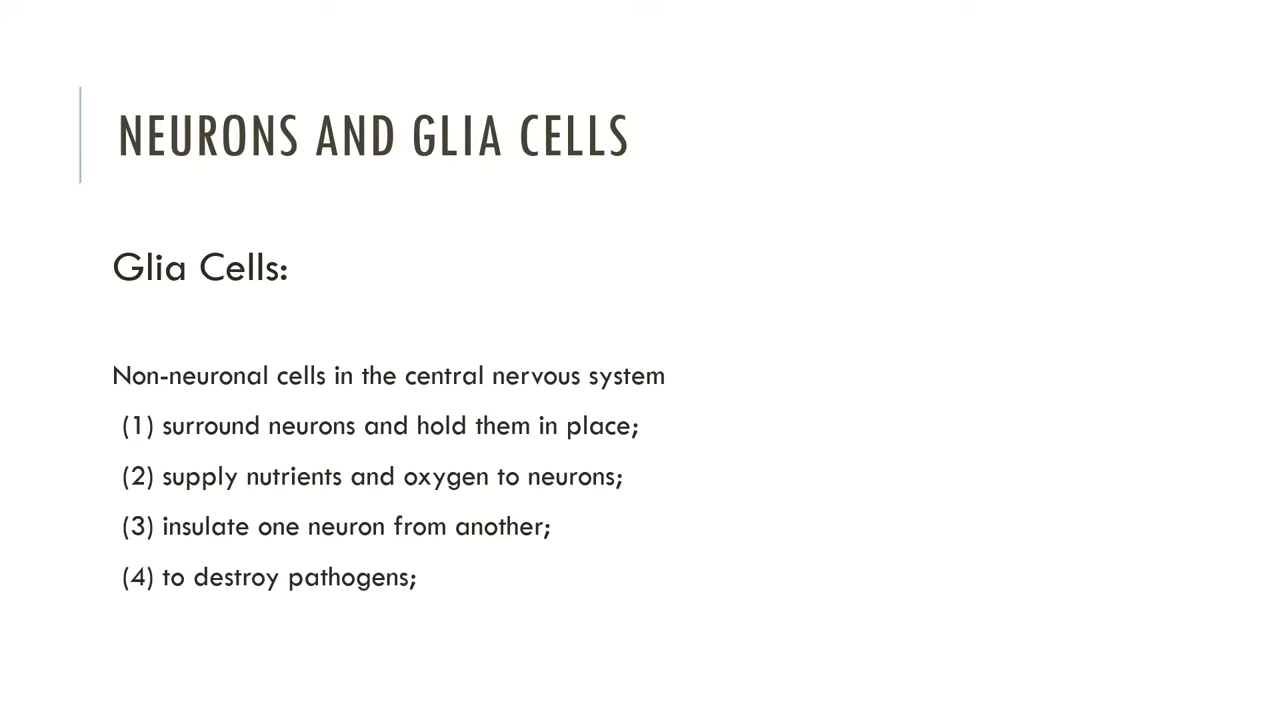 NEURONS AND GLIA CELLS
Glia Cells:
Non-neuronal cells in the central nervous system
(1) surround neurons and hold them in place;
(2) supply nutrients and oxygen to neurons;
(3) insulate one neuron from another;
(4) to destroy pathogens;